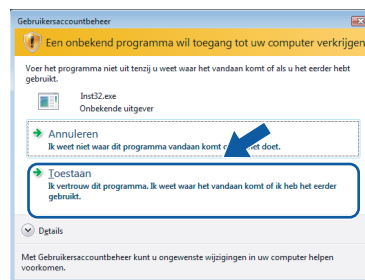 Gebruikersaccountbeheer
Een onbekend programma wil toegang tot uw computer verkrijgen
Voer het programma niet uit tenzij u weet waar het vandaan komt of als u het eerder hebt
gebruikt.
Inst32.exe
Onbekende uitgever
Annuleren
Ik weet niet waar dit programma vandaan komt het doet.
Toestaan
Ik vertrouw dit programma. Ik weet waar het vandaan komt of ik heb het eerder
gebruikt.
Details
Met Gebruikersaccountbeheer kunt u ongewenste wijzigingen in uw computer helpen
voorkomen.